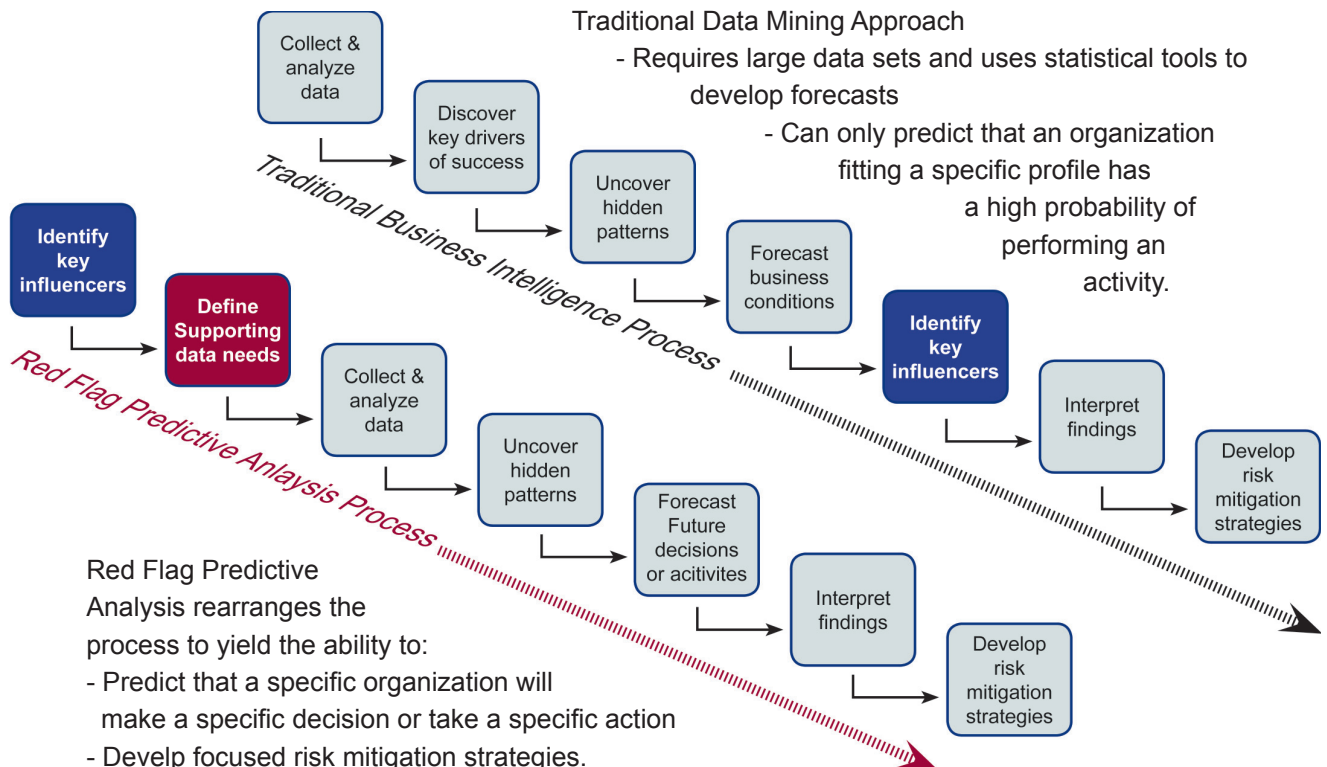 Traditional Data Mining Approach
- Requires large data sets and uses statistical tools to
develop forecasts
- Can only predict that an organization
fitting a specific profile has
a high probability of
performing an
activity.
Collect &
analyze
data
Discover
key drivers
of success
Uncover
hidden
patterns
Forecast
business
conditions
Identify
key
influencers
Interpret
findings
Develop
risk
mitigation
strategies
Traditional Business Intelligence Process
Identify
key
influencers
Define
Supporting
data needs
Collect &
analyze
data
Uncover
hidden
patterns
Forecast
Future
decisions
or acitivites
Interpret
findings
Develop
risk
mitigation
strategies
Red Flag Predictive Anlaysis Process
Red Flag Predictive
Analysis rearranges the
process to yield the ability to:
- Predict that a specific organization will
make a specific decision or take a specific action
- Develp focused risk mitigation strategies.